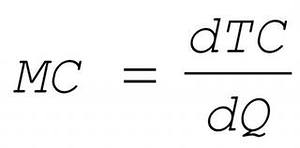 MC = dTC/dQ